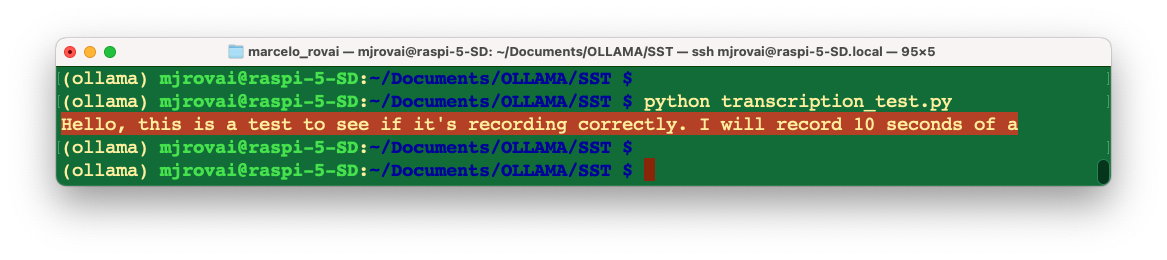 marcelo_rovai — mjrovai@raspi-5-SD: ~/Documents/OLLAMA/SST — ssh mjrovai@raspi-5-SD.local — 95×5
(ollama) mjrovai@raspi-5-SD:~/Documents/OLLAMA/SST $
(ollama) mjrovai@raspi-5-SD:~/Documents/OLLAMA/SST $ python transcription_test.py
Hello, this is a test to see if it's recording correctly. I will record 10 seconds of a
(ollama) mjrovai@raspi-5-SD:~/Documents/OLLAMA/SST $
(ollama) mjrovai@raspi-5-SD:~/Documents/OLLAMA/SST $